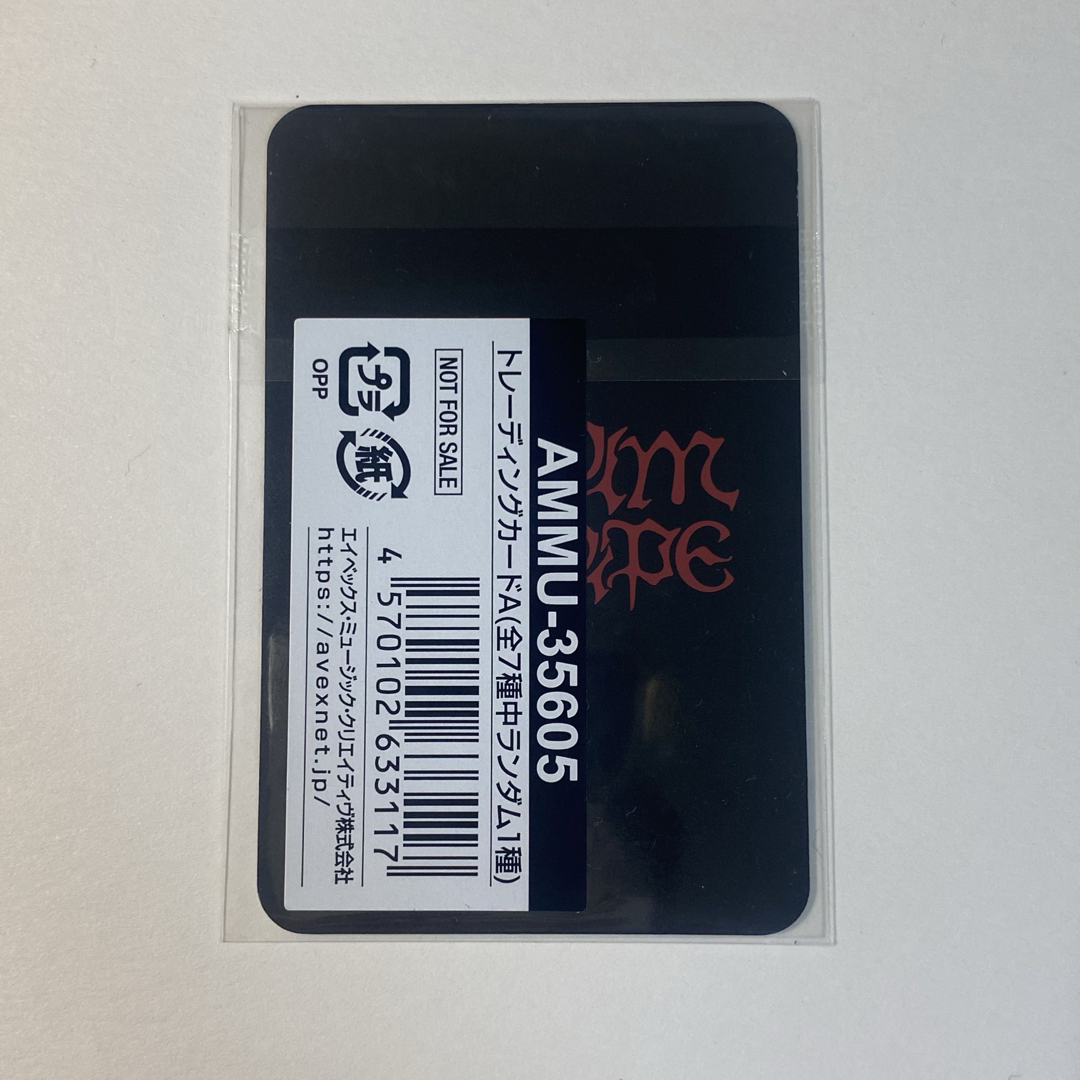 AMMU-35605
トレーディングカードA(全7種中ランダム1種)
NOT FOR SALE
4 570102 633117
プラ
紙
OPP
エイベックス・ミュージック・クリエイティヴ株式会社
https://avexnet.jp/